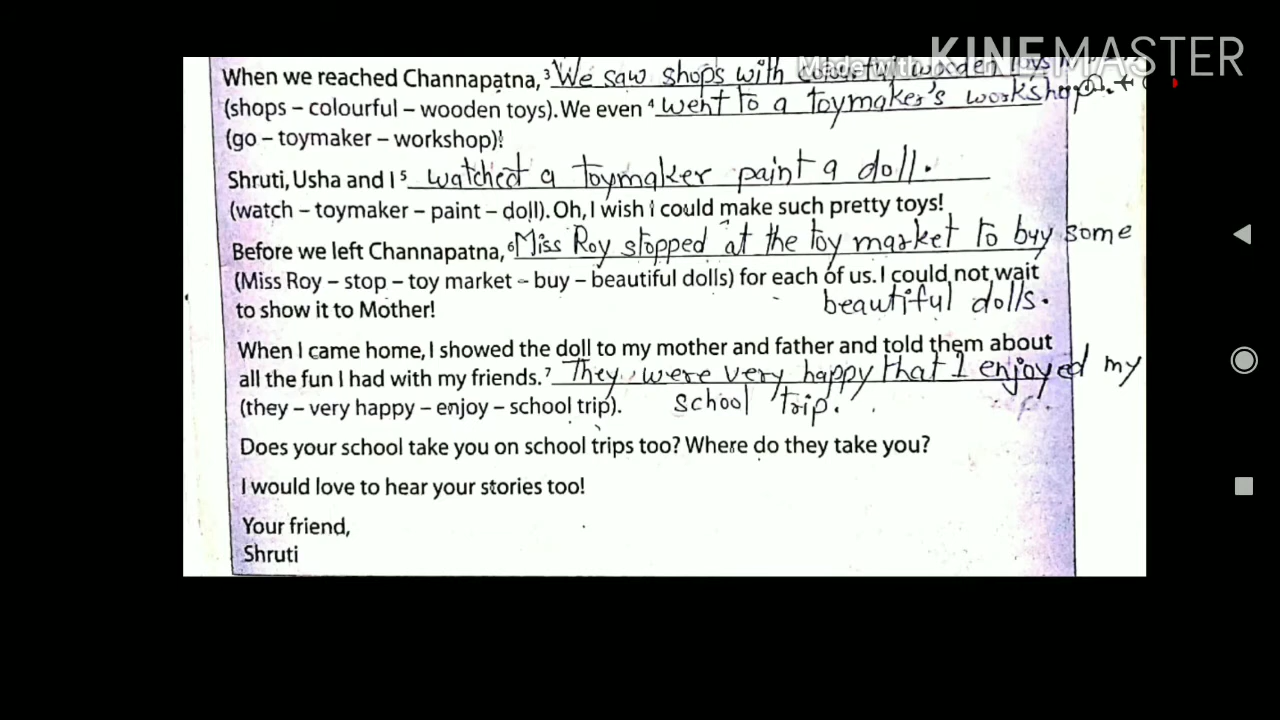 KINEMASTER
Made with
When we reached Channapatna, ³ We saw shops with colourful wooden toys
(shops – colourful – wooden toys). We even ⁴ went to a toymaker's workshop.
(go – toymaker – workshop)!
Shruti, Usha and I ⁵ watched a toymaker paint a doll.
(watch – toymaker – paint – doll). Oh, I wish I could make such pretty toys!
Before we left Channapatna, ⁶ Miss Roy stopped at the toy market to buy some
(Miss Roy – stop – toy market – buy – beautiful dolls) for each of us. I could not wait
to show it to Mother! beautiful dolls.
When I came home, I showed the doll to my mother and father and told them about
all the fun I had with my friends. ⁷ They were very happy that I enjoyed my
(they – very happy – enjoy – school trip). school trip.
Does your school take you on school trips too? Where do they take you?
I would love to hear your stories too!
Your friend,
Shruti